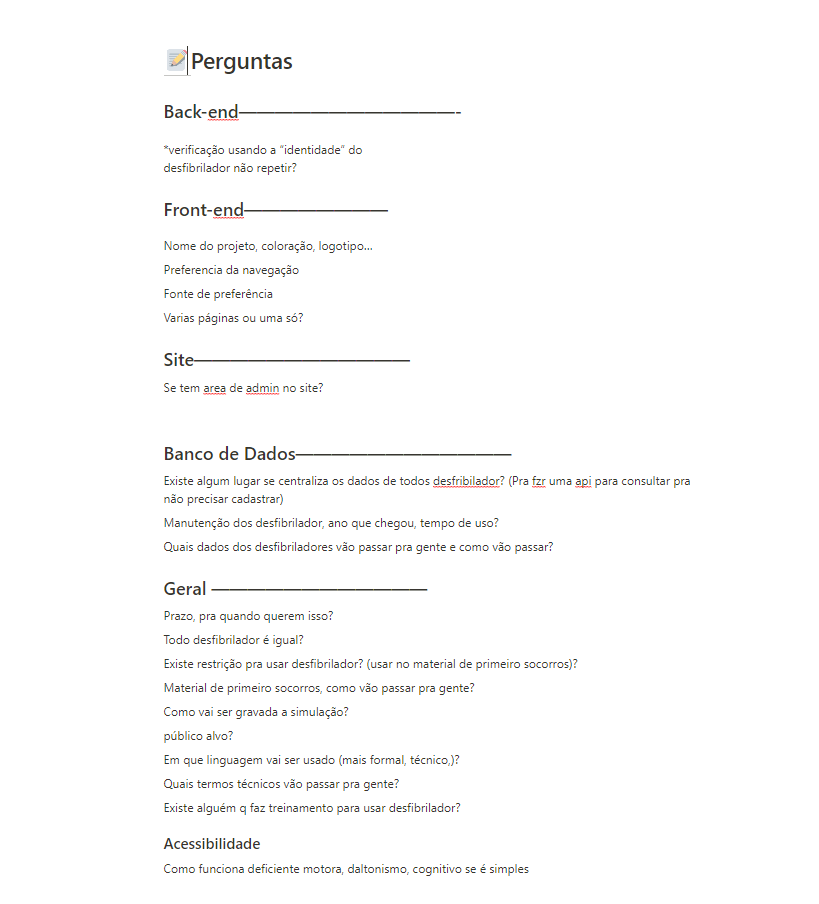 Perguntas
Back-end————————————-
*verificação usando a “identidade” do
desfibrilador não repetir?
Front-end————————
Nome do projeto, coloração, logotipo…
Preferencia da navegação
Fonte de preferência
Varias páginas ou uma só?
Site————————————
Se tem area de admin no site?
Banco de Dados————————————
Existe algum lugar se centraliza os dados de todos desfribilador? (Pra fzr uma api para consultar pra
não precisar cadastrar)
Manutenção dos desfibrilador, ano que chegou, tempo de uso?
Quais dados dos desfibriladores vão passar pra gente e como vão passar?
Geral ————————————
Prazo, pra quando querem isso?
Todo desfibrilador é igual?
Existe restrição pra usar desfibrilador? (usar no material de primeiro socorros)?
Material de primeiro socorros, como vão passar pra gente?
Como vai ser gravada a simulação?
público alvo?
Em que linguagem vai ser usado (mais formal, técnico,)?
Quais termos técnicos vão passar pra gente?
Existe alguém q faz treinamento para usar desfibrilador?
Acessibilidade
Como funciona deficiente motora, daltonismo, cognitivo se é simples